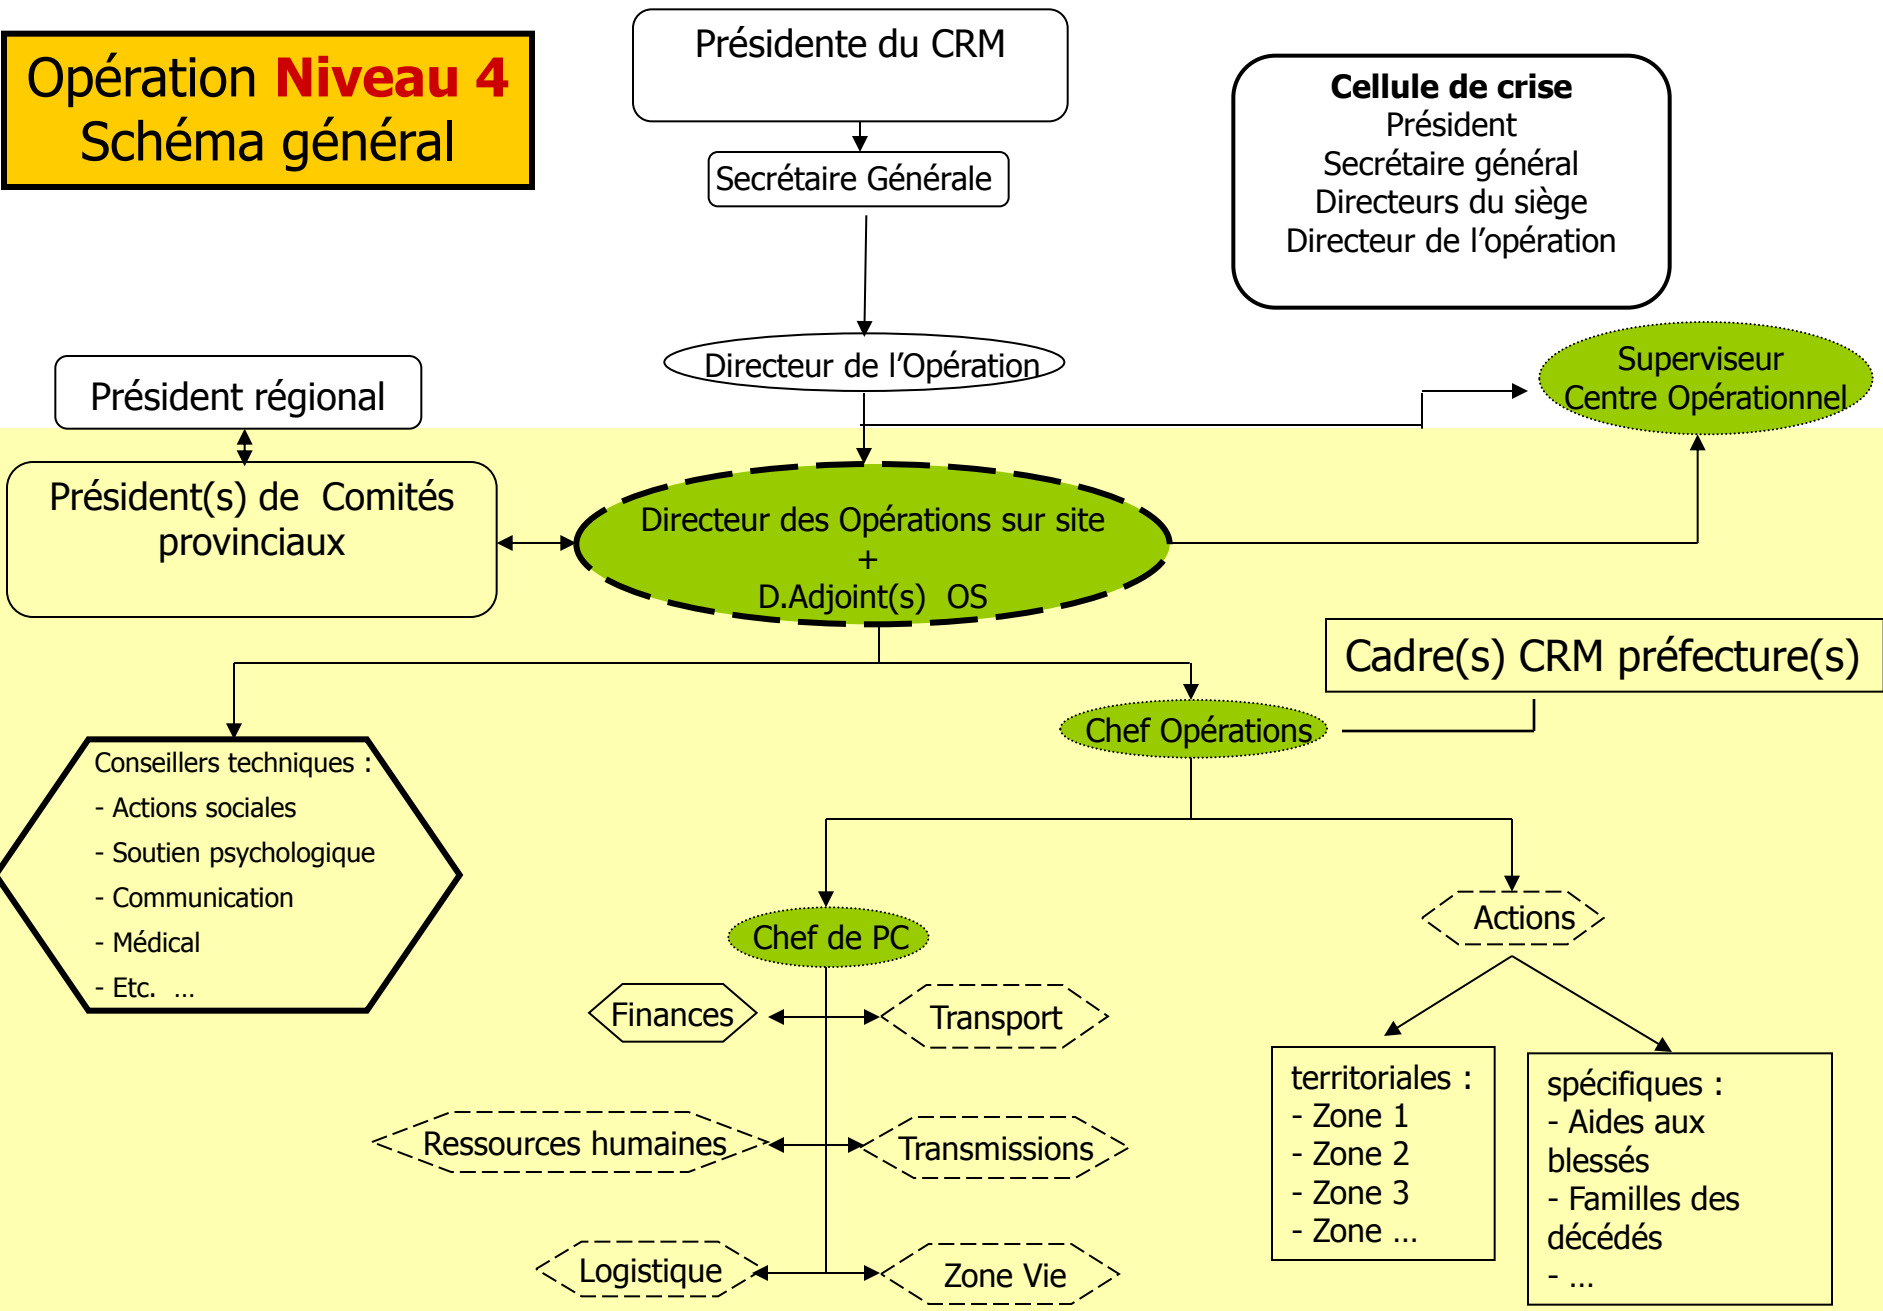 Opération Niveau 4
Schéma général
Présidente du CRM
Secrétaire Générale
Cellule de crise
Président
Secrétaire général
Directeurs du siège
Directeur de l’opération
Directeur de l’Opération
Superviseur
Centre Opérationnel
Président régional
Président(s) de Comités
provinciaux
Directeur des Opérations sur site
+
D.Adjoint(s) OS
Cadre(s) CRM préfecture(s)
Chef Opérations
Conseillers techniques :
- Actions sociales
- Soutien psychologique
- Communication
- Médical
- Etc. …
Chef de PC
Actions
Finances
Transport
Ressources humaines
Transmissions
Logistique
Zone Vie
territoriales :
- Zone 1
- Zone 2
- Zone 3
- Zone …
spécifiques :
- Aides aux
blessés
- Familles des
décédés
- …